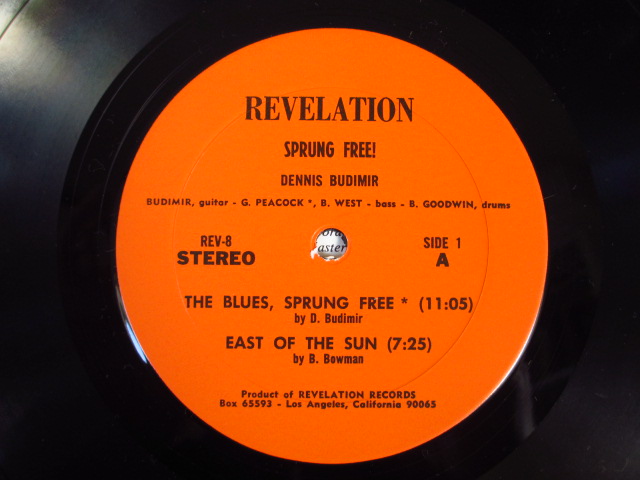 REVELATION
SPRUNG FREE!
DENNIS BUDIMIR
BUDIMIR, guitar - G. PEACOCK *, B. WEST - bass - B. GOODWIN, drums
REV-8 SIDE 1
STEREO A
THE BLUES, SPRUNG FREE * (11:05)
by D. Budimir
EAST OF THE SUN (7:25)
by B. Bowman
Product of REVELATION RECORDS
Box 65593 - Los Angeles, California 90065